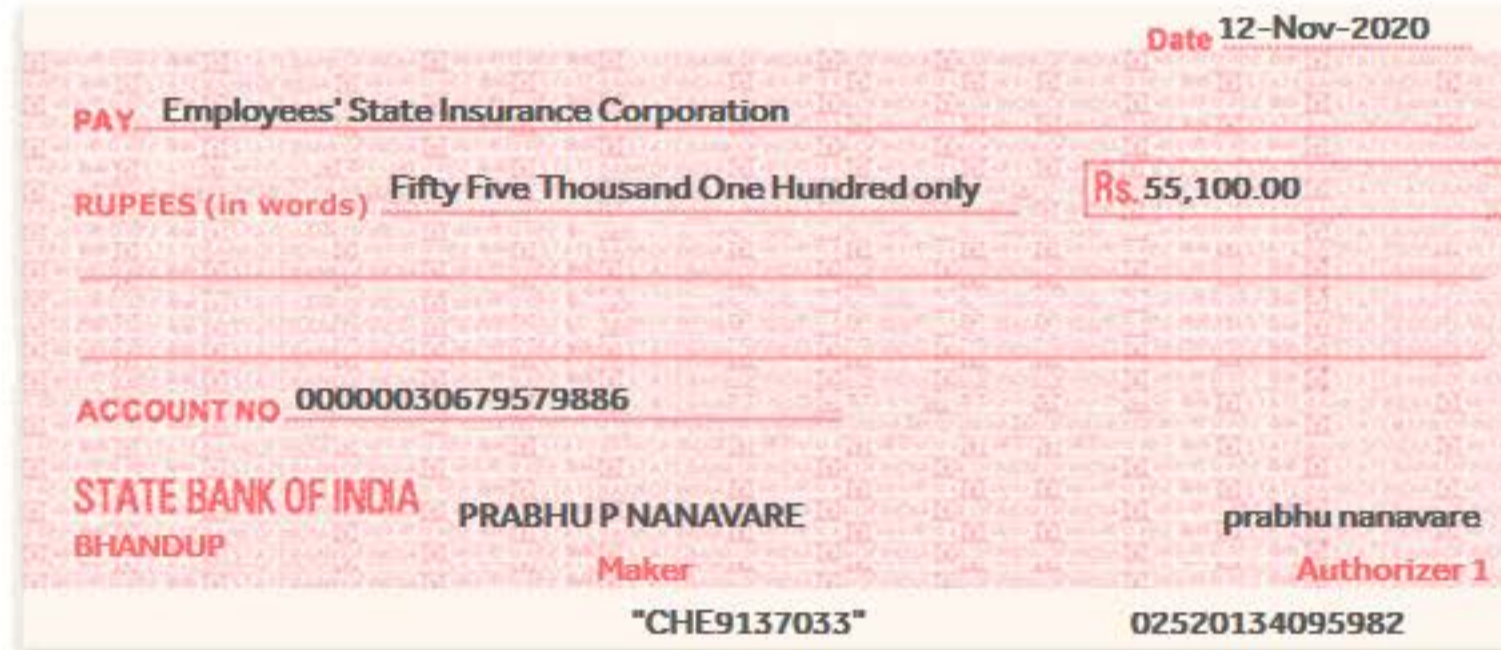 Date 12-Nov-2020
PAY Employees' State Insurance Corporation
RUPEES (in words) Fifty Five Thousand One Hundred only Rs. 55,100.00
ACCOUNT NO 00000030679579886
STATE BANK OF INDIA PRABHU P NANAVARE prabhu nanavare
BHANDUP Maker Authorizer 1
"CHE9137033" 02520134095982